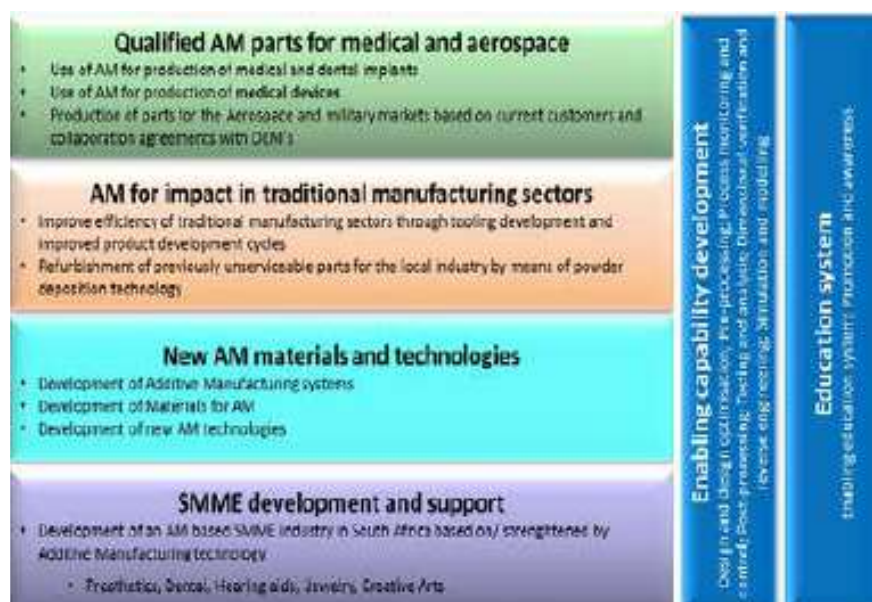 Qualified AM parts for medical and aerospace
• Use of AM for production of medical and dental implants
• Use of AM for production of medical devices
• Production of parts for the Aerospace and military markets based on current customers and
collaboration agreements with OEM's
AM for impact in traditional manufacturing sectors
• Improve efficiency of traditional manufacturing sectors through tooling development and
improved product development cycles
• Refurbishment of previously unserviceable parts for the local industry by means of powder
deposition technology
New AM materials and technologies
• Development of Additive Manufacturing systems
• Development of Materials for AM
• Development of new AM technologies
SMME development and support
• Development of an AM based SMME industry in South Africa based on/ strengthened by
Additive Manufacturing technology
• Prosthetics, Dental, Hearing aids, Jewelry, Creative Arts
Enabling capability development
Design and design optimisation; Pre-processing; Process monitoring and
control; Post-processing; Testing and analysis; Dimensional verification and
reverse engineering; Simulation and modelling
Education system
Enabling education system; Promotion and awareness